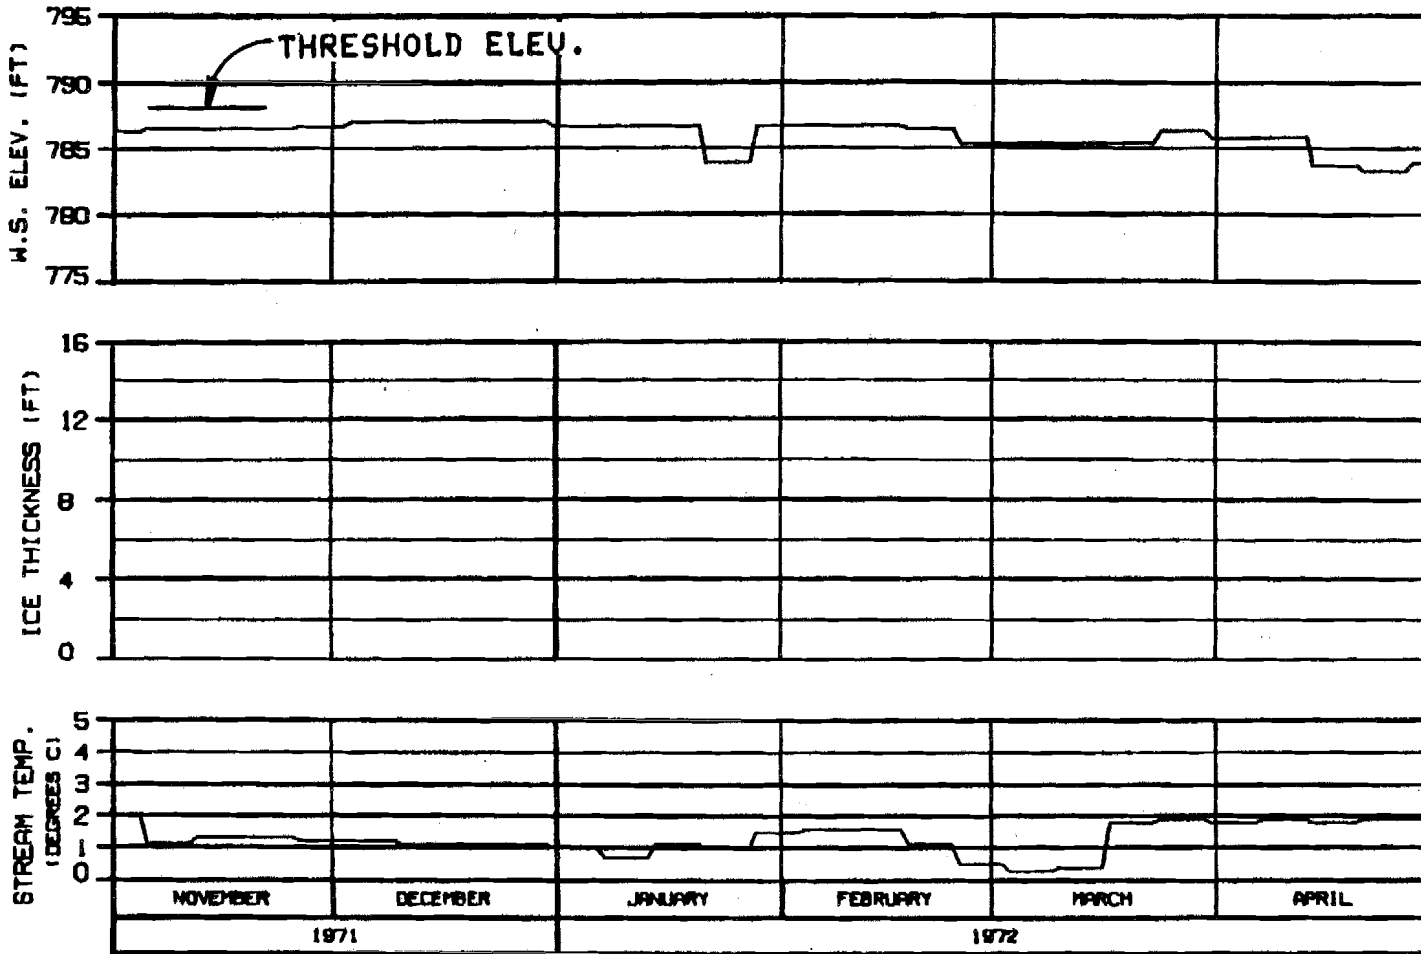 795
THRESHOLD ELEV.
790
785
780
775
W.S. ELEV. (FT)
16
12
8
4
0
ICE THICKNESS (FT)
5
4
3
2
1
0
STREAM TEMP.
(DEGREES C)
NOVEMBER DECEMBER JANUARY FEBRUARY MARCH APRIL
1971 1972